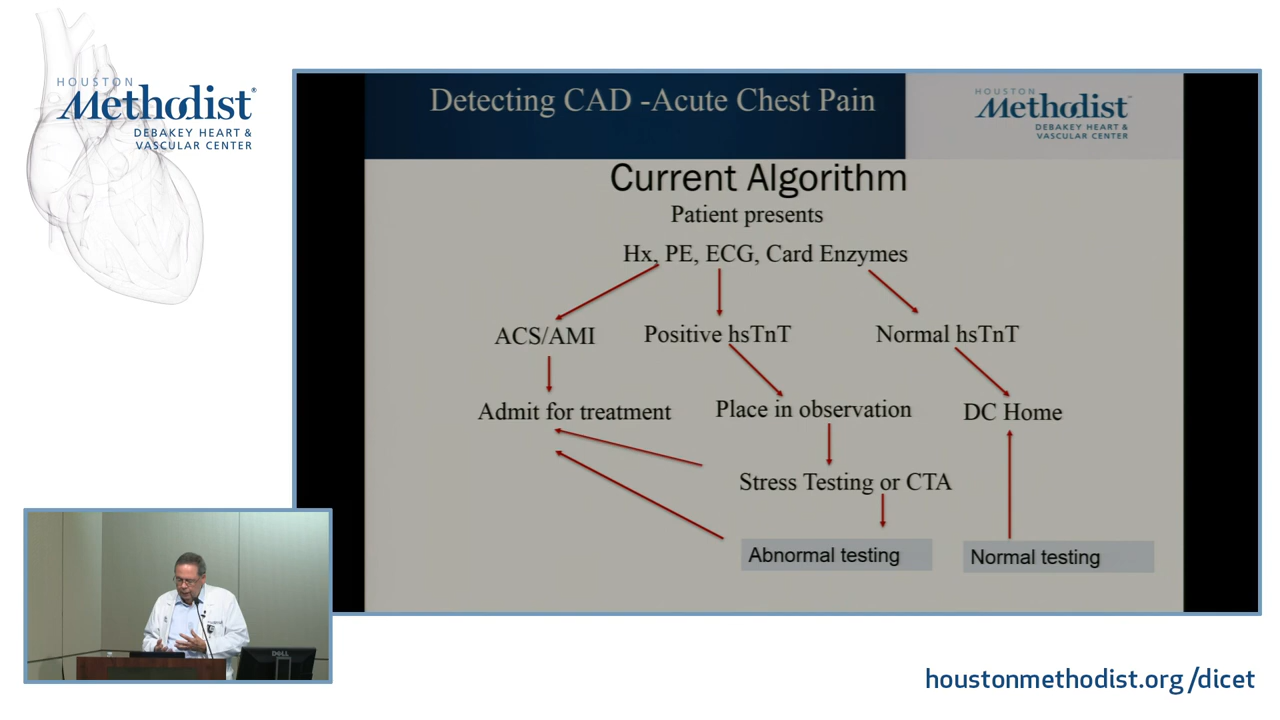 HOUSTON
Methodist®
DEBAKEY HEART &
VASCULAR CENTER
Detecting CAD -Acute Chest Pain
HOUSTON
Methodist
DEBAKEY HEART &
VASCULAR CENTER
Current Algorithm
Patient presents
Hx, PE, ECG, Card Enzymes
ACS/AMI
Positive hsTnT
Normal hsTnT
Admit for treatment
Place in observation
DC Home
Stress Testing or CTA
Abnormal testing
Normal testing
DELL
houstonmethodist.org/dicet